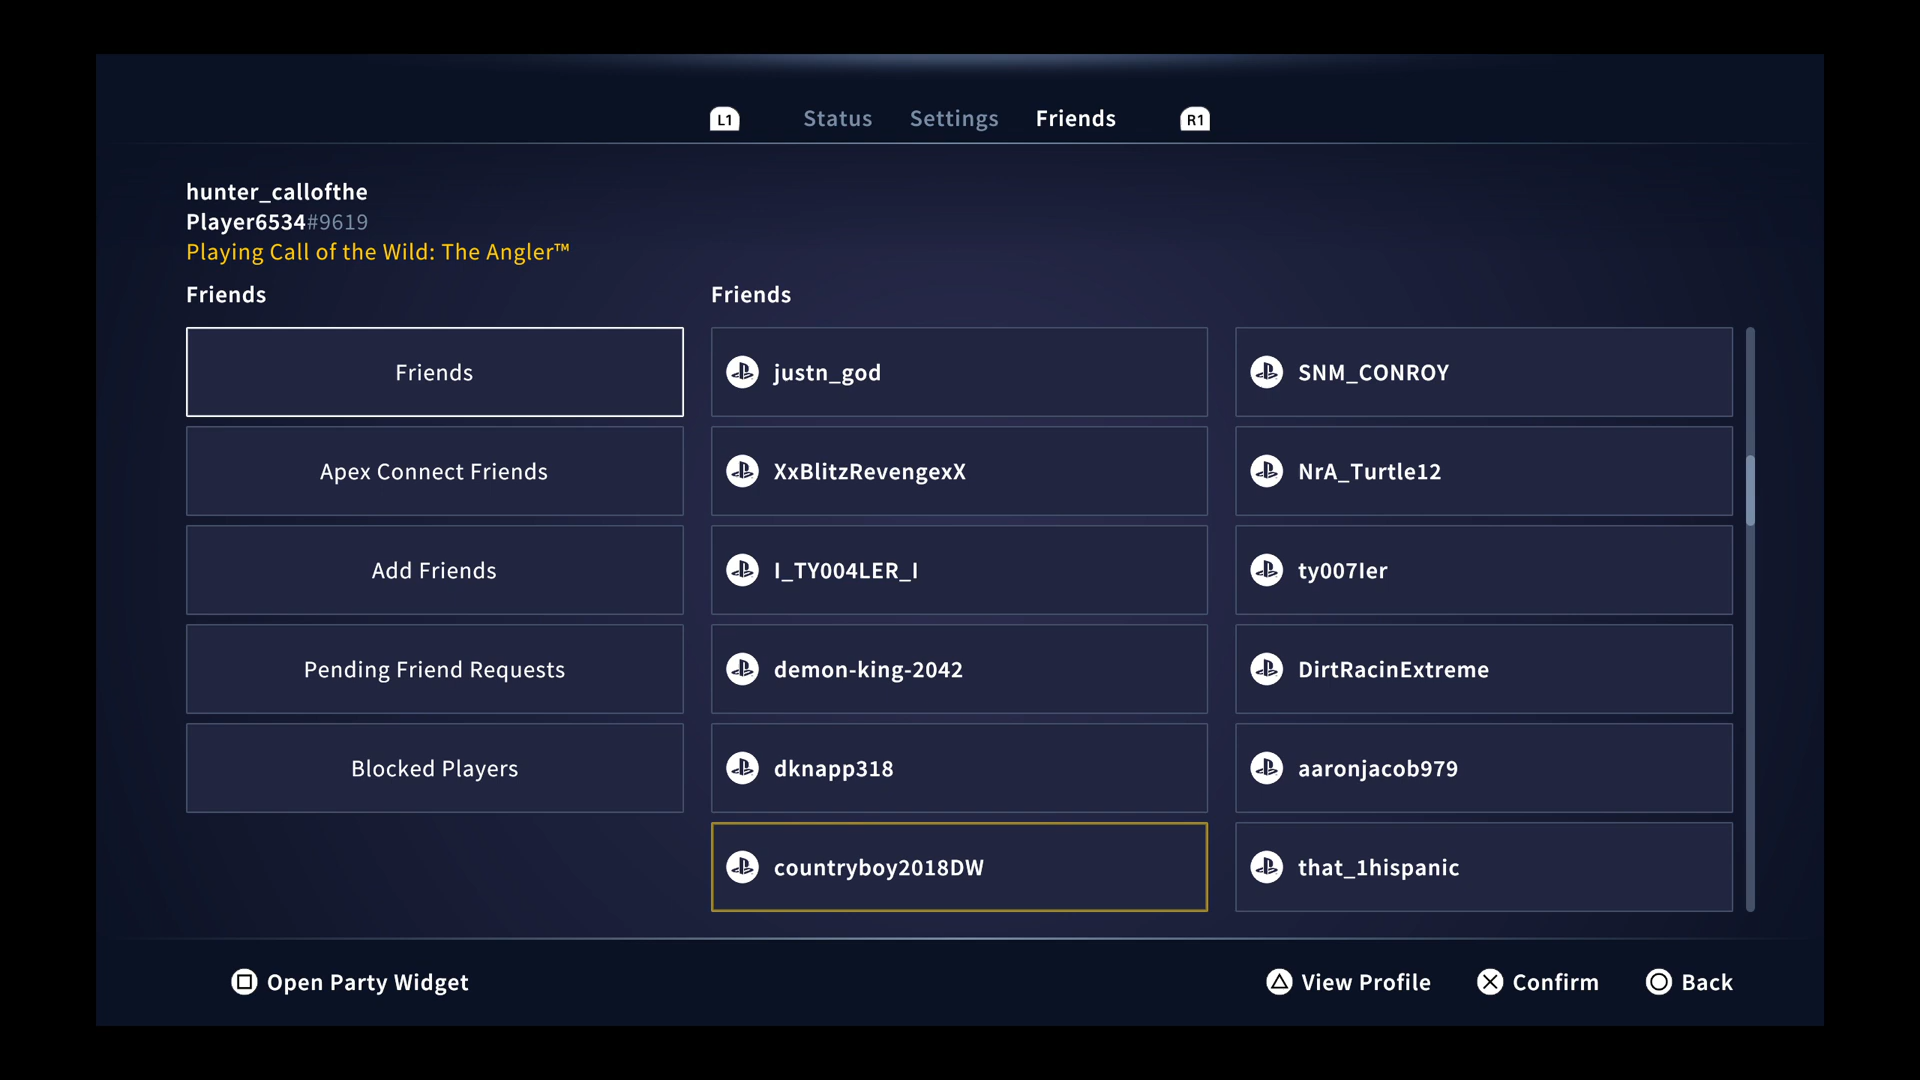 L1 Status Settings Friends R1
hunter_callofthe
Player6534#9619
Playing Call of the Wild: The Angler™
Friends
Friends
Apex Connect Friends
Add Friends
Pending Friend Requests
Blocked Players
Friends
justn_god SNM_CONROY
XxBlitzRevengexX NrA_Turtle12
I_TY004LER_I ty007Ier
demon-king-2042 DirtRacinExtreme
dknapp318 aaronjacob979
countryboy2018DW that_1hispanic
Open Party Widget View Profile Confirm Back